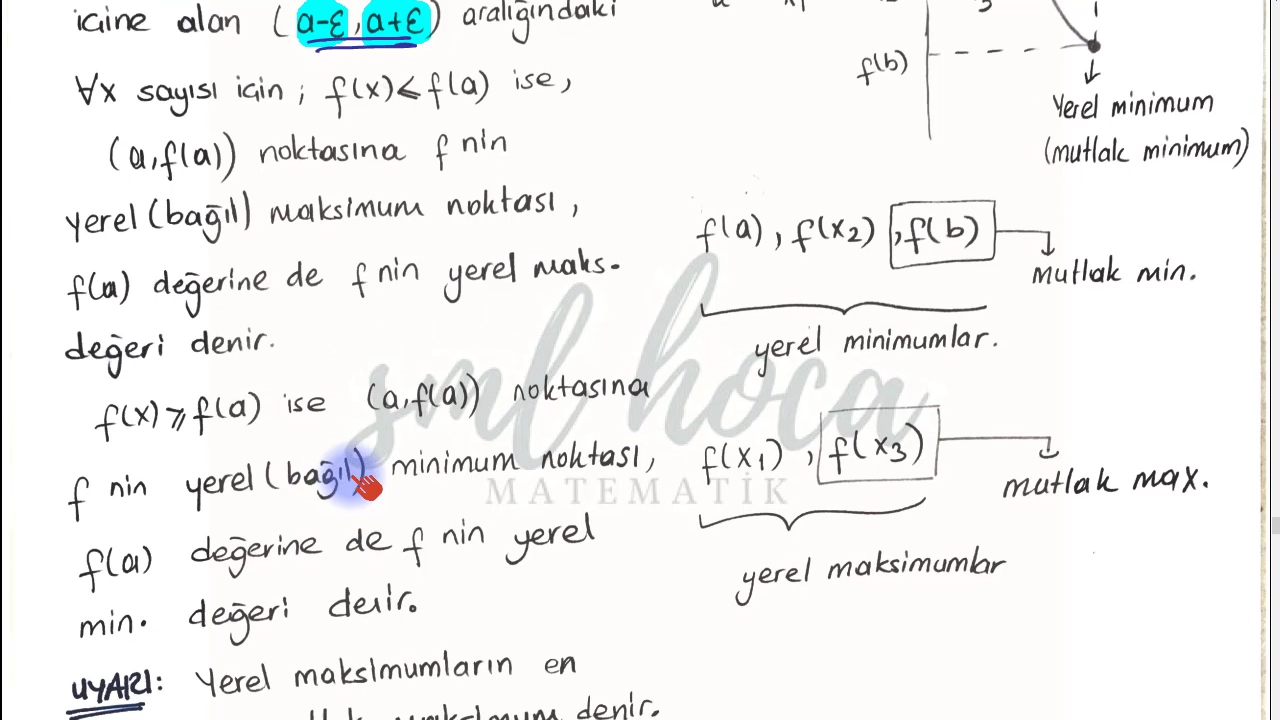 içine alan (a-ε, a+ε) aralığındaki
∀x sayısı için ; f(x)⩽f(a) ise,
(a,f(a)) noktasına f nin
yerel (bağıl) maksimum noktası,
f(a) değerine de f nin yerel maks.
değeri denir.
f(x)⩾f(a) ise (a,f(a)) noktasına
f nin yerel (bağıl) minimum noktası,
f(a) değerine de f nin yerel
min. değeri denir.
UYARI: Yerel maksimumların en
maksimum denir.
f(b)
Yerel minimum
(mutlak minimum)
f(a), f(x2), f(b)
mutlak min.
yerel minimumlar.
f(x1), f(x3)
mutlak max.
yerel maksimumlar
sml hoca
MATEMATİK